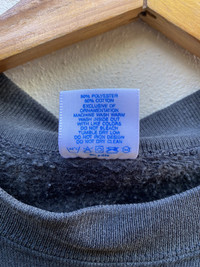 50% POLYESTER
50% COTTON
EXCLUSIVE OF
ORNAMENTATION
MACHINE WASH WARM
WASH INSIDE OUT
WITH LIKE COLORS
DO NOT BLEACH
TUMBLE DRY LOW
DO NOT IRON DESIGN
DO NOT DRY CLEAN